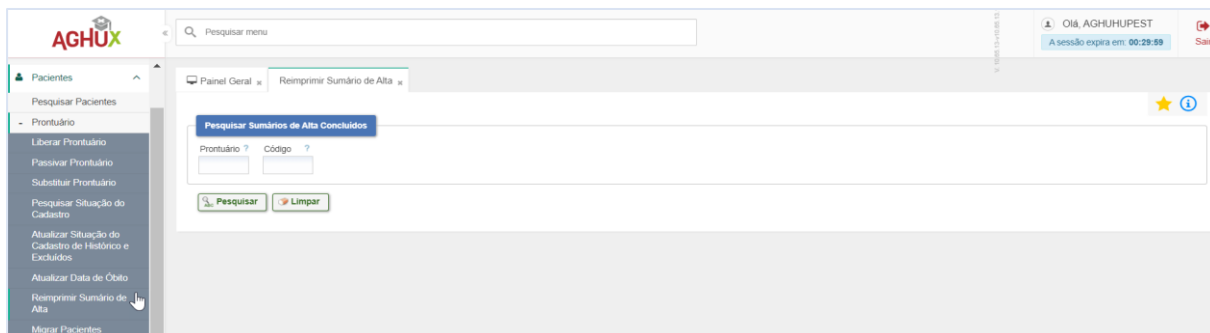 AGHUX
«
Pesquisar menu
Olá, AGHUHUPEST
A sessão expira em: 00:29:59
Pacientes
Pesquisar Pacientes
- Prontuário
Liberar Prontuário
Passivar Prontuário
Substituir Prontuário
Pesquisar Situação do
Cadastro
Atualizar Situação do
Cadastro de Histórico e
Excluídos
Atualizar Data de Óbito
Reimprimir Sumário de
Alta
Migrar Pacientes
Painel Geral
Reimprimir Sumário de Alta
Pesquisar Sumários de Alta Concluídos
Prontuário ? Código ?
Pesquisar Limpar